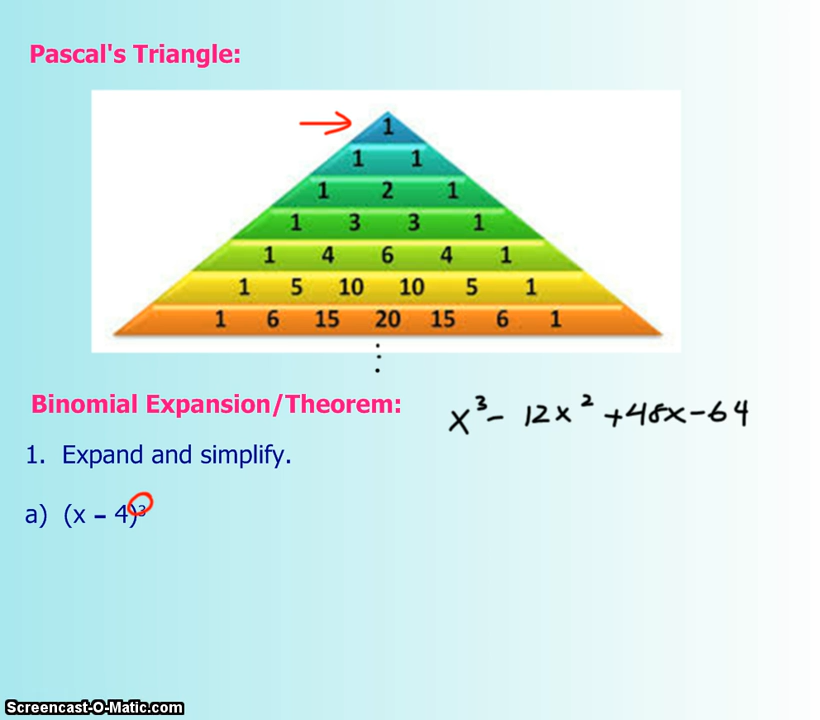 Pascal's Triangle:
1
1 1
1 2 1
1 3 3 1
1 4 6 4 1
1 5 10 10 5 1
1 6 15 20 15 6 1
⋮
Binomial Expansion/Theorem:
x³ - 12x² + 48x - 64
1. Expand and simplify.
a) (x – 4)³
Screencast-O-Matic.com